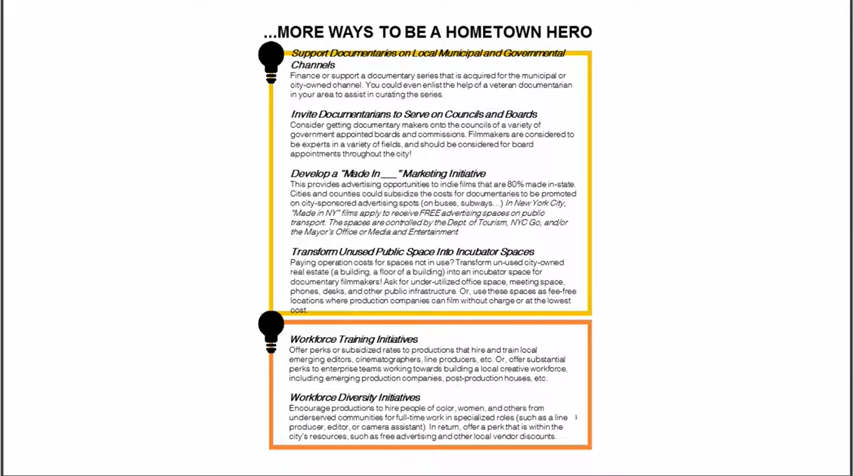 ...MORE WAYS TO BE A HOMETOWN HERO
Support Documentaries on Local Municipal and Governmental
Channels
Finance or support a documentary series that is acquired for the municipal or
city-owned channel. You could even enlist the help of a veteran documentarian
in your area to assist in curating the series.
Invite Documentarians to Serve on Councils and Boards
Consider getting documentary makers onto the councils of a variety of
government appointed boards and commissions. Filmmakers are considered to
be experts in a variety of fields, and should be considered for board
appointments throughout the city!
Develop a "Made In ___" Marketing Initiative
This provides advertising opportunities to indie films that are 80% made in-state.
Cities and counties could subsidize the costs for documentaries to be promoted
on city-sponsored advertising spots (on buses, subways...) In New York City,
"Made in NY" films apply to receive FREE advertising spaces on public
transport. The spaces are controlled by the Dept. of Tourism, NYC Go, and/or
the Mayor's Office or Media and Entertainment
Transform Unused Public Space Into Incubator Spaces
Paying operation costs for spaces not in use? Transform un-used city-owned
real estate (a building, a floor of a building) into an incubator space for
documentary filmmakers! Ask for under-utilized office space, meeting space,
phones, desks, and other public infrastructure. Or, use these spaces as fee-free
locations where production companies can film without charge or at the lowest
cost.
Workforce Training Initiatives
Offer perks or subsidized rates to productions that hire and train local
emerging editors, cinematographers, line producers, etc. Or, offer substantial
perks to enterprise teams working towards building a local creative workforce,
including emerging production companies, post-production houses, etc.
Workforce Diversity Initiatives
Encourage productions to hire people of color, women, and others from
underserved communities for full-time work in specialized roles (such as a line
producer, editor, or camera assistant). In return, offer a perk that is within the
city's resources, such as free advertising and other local vendor discounts.